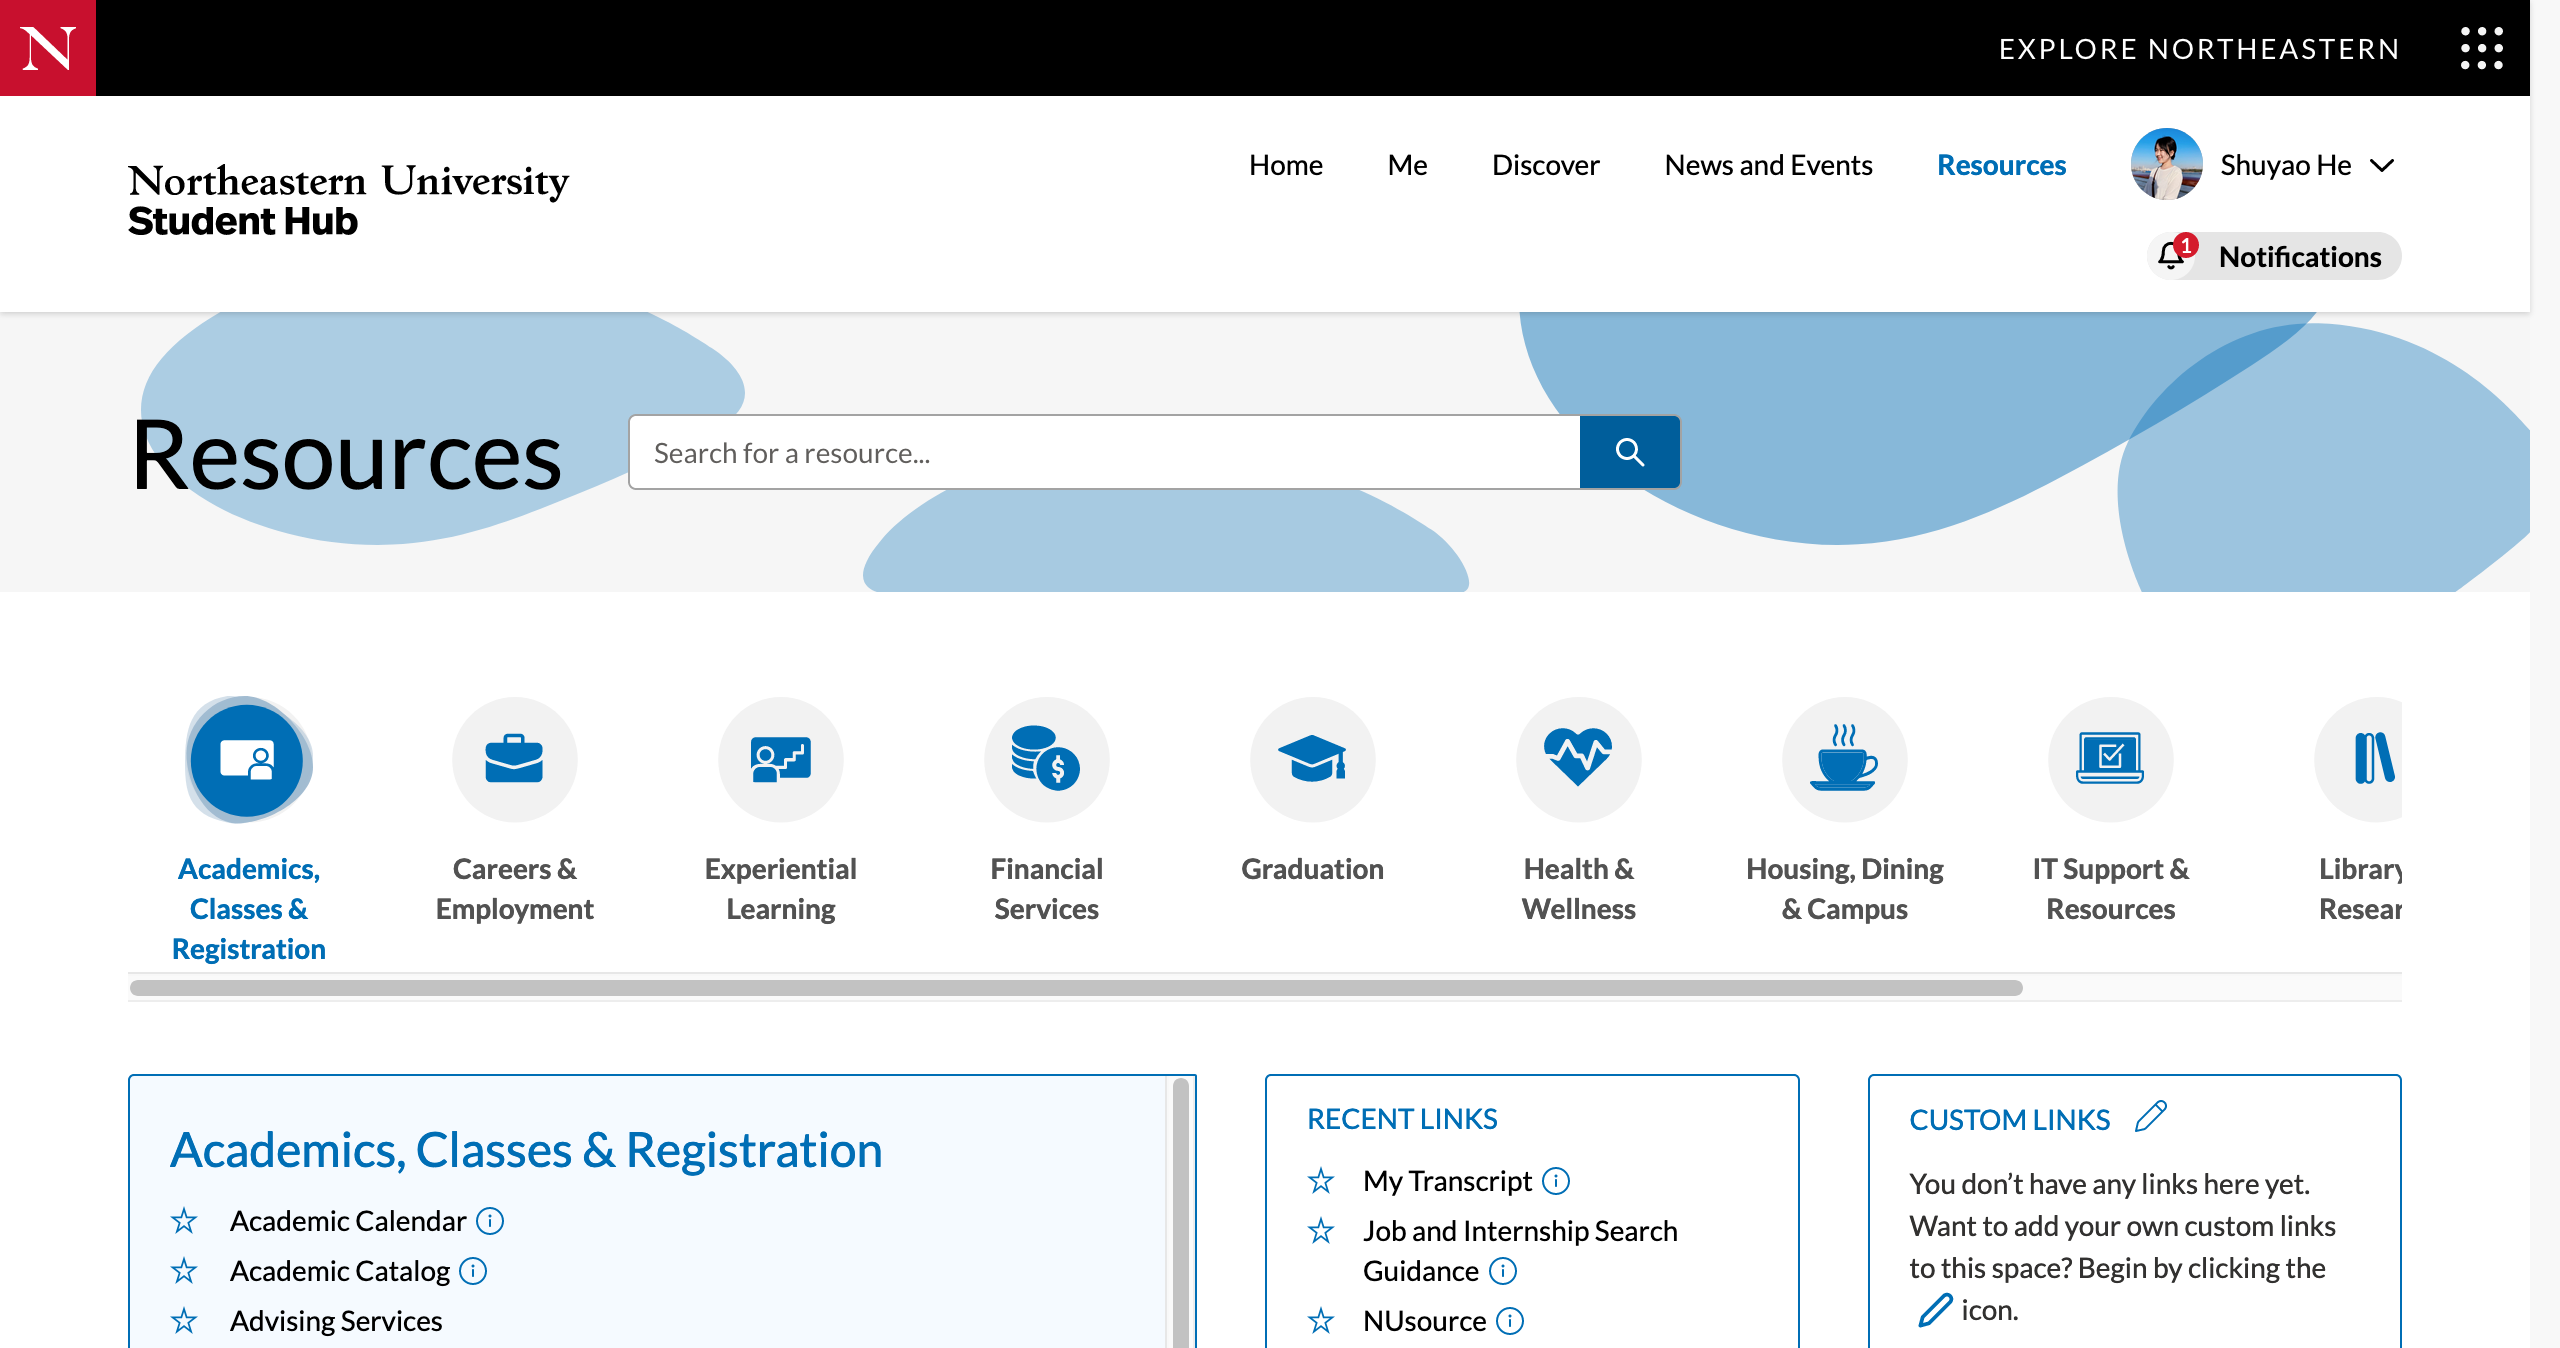 N
EXPLORE NORTHEASTERN
Northeastern University
Student Hub
Home
Me
Discover
News and Events
Resources
Shuyao He
1
Notifications
Resources
Search for a resource...
Academics,
Classes &
Registration
Careers &
Employment
Experiential
Learning
Financial
Services
Graduation
Health &
Wellness
Housing, Dining
& Campus
IT Support &
Resources
Library
Resear
Academics, Classes & Registration
Academic Calendar
Academic Catalog
Advising Services
RECENT LINKS
My Transcript
Job and Internship Search
Guidance
NUsource
CUSTOM LINKS
You don’t have any links here yet.
Want to add your own custom links
to this space? Begin by clicking the
icon.